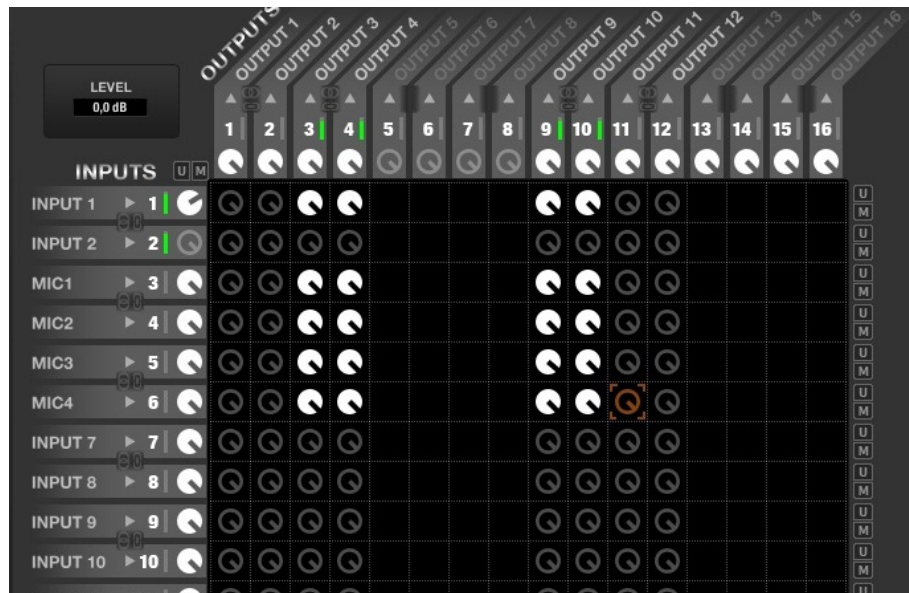 OUTPUTS
OUTPUT 1
OUTPUT 2
OUTPUT 3
OUTPUT 4
OUTPUT 5
OUTPUT 6
OUTPUT 7
OUTPUT 8
OUTPUT 9
OUTPUT 10
OUTPUT 11
OUTPUT 12
OUTPUT 13
OUTPUT 14
OUTPUT 15
OUTPUT 16
LEVEL
0,0 dB
1 2 3 4 5 6 7 8 9 10 11 12 13 14 15 16
INPUTS U M
INPUT 1 1 U M
INPUT 2 2 U M
MIC1 3 U M
MIC2 4 U M
MIC3 5 U M
MIC4 6 U M
INPUT 7 7 U M
INPUT 8 8 U M
INPUT 9 9 U M
INPUT 10 10 U M
U